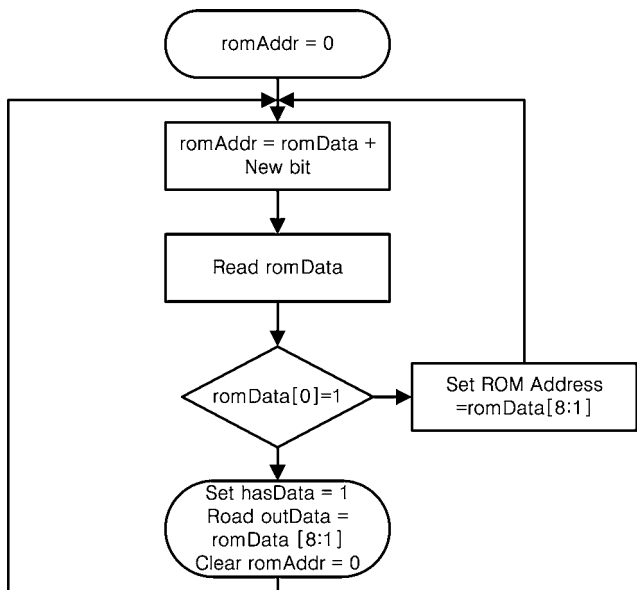 romAddr = 0
romAddr = romData +
New bit
Read romData
romData[0]=1
Set ROM Address
=romData[8:1]
Set hasData = 1
Road outData =
romData [8:1]
Clear romAddr = 0